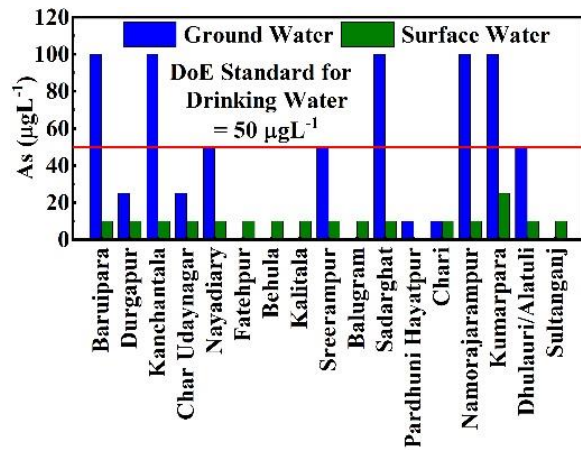 120
100
80
60
40
20
0
As (µgL⁻¹)
Ground Water
Surface Water
DoE Standard for
Drinking Water
= 50 µgL⁻¹
Baruipara
Durgapur
Kanchantala
Char Udaynagar
Nayadiary
Fatehpur
Behula
Kalitala
Sreerampur
Balugram
Sadarghat
Pardhuni Hayatpur
Chari
Namorajarampur
Kumarpara
Dhulauri/Alatuli
Sultanganj